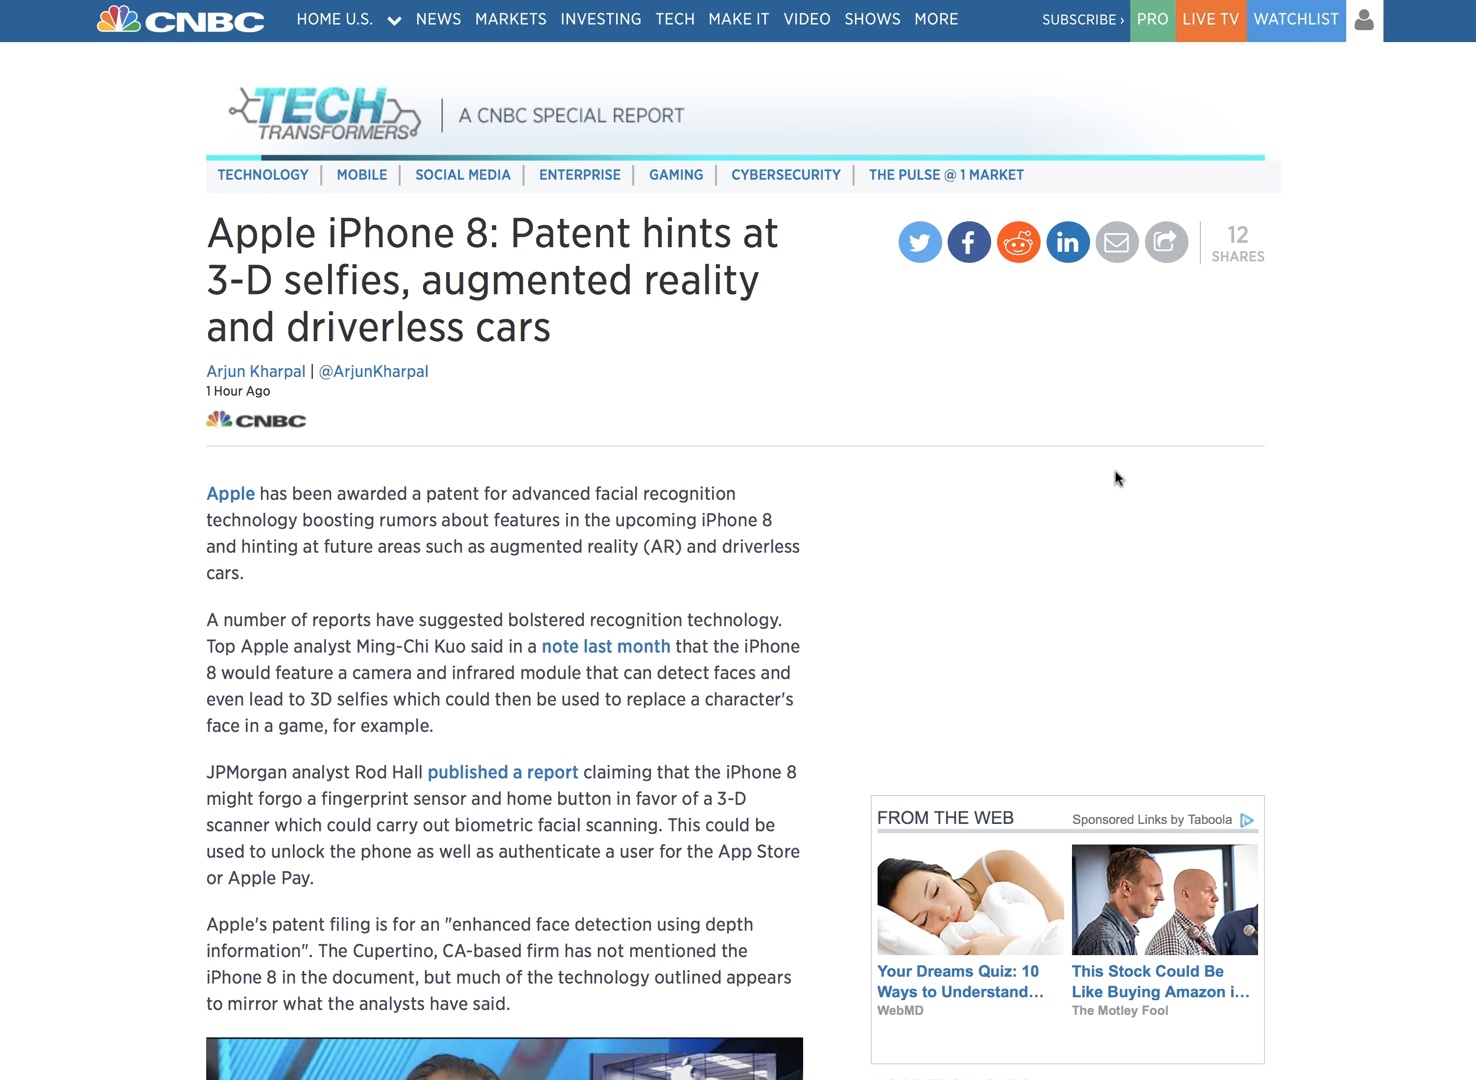 CNBC
HOME U.S. NEWS MARKETS INVESTING TECH MAKE IT VIDEO SHOWS MORE SUBSCRIBE › PRO LIVE TV WATCHLIST
TECH
TRANSFORMERS
A CNBC SPECIAL REPORT
TECHNOLOGY MOBILE SOCIAL MEDIA ENTERPRISE GAMING CYBERSECURITY THE PULSE @ 1 MARKET
Apple iPhone 8: Patent hints at
3-D selfies, augmented reality
and driverless cars
12
SHARES
Arjun Kharpal | @ArjunKharpal
1 Hour Ago
CNBC
Apple has been awarded a patent for advanced facial recognition
technology boosting rumors about features in the upcoming iPhone 8
and hinting at future areas such as augmented reality (AR) and driverless
cars.
A number of reports have suggested bolstered recognition technology.
Top Apple analyst Ming-Chi Kuo said in a note last month that the iPhone
8 would feature a camera and infrared module that can detect faces and
even lead to 3D selfies which could then be used to replace a character's
face in a game, for example.
JPMorgan analyst Rod Hall published a report claiming that the iPhone 8
might forgo a fingerprint sensor and home button in favor of a 3-D
scanner which could carry out biometric facial scanning. This could be
used to unlock the phone as well as authenticate a user for the App Store
or Apple Pay.
Apple's patent filing is for an "enhanced face detection using depth
information". The Cupertino, CA-based firm has not mentioned the
iPhone 8 in the document, but much of the technology outlined appears
to mirror what the analysts have said.
FROM THE WEB
Sponsored Links by Taboola
Your Dreams Quiz: 10
Ways to Understand...
WebMD
This Stock Could Be
Like Buying Amazon i...
The Motley Fool